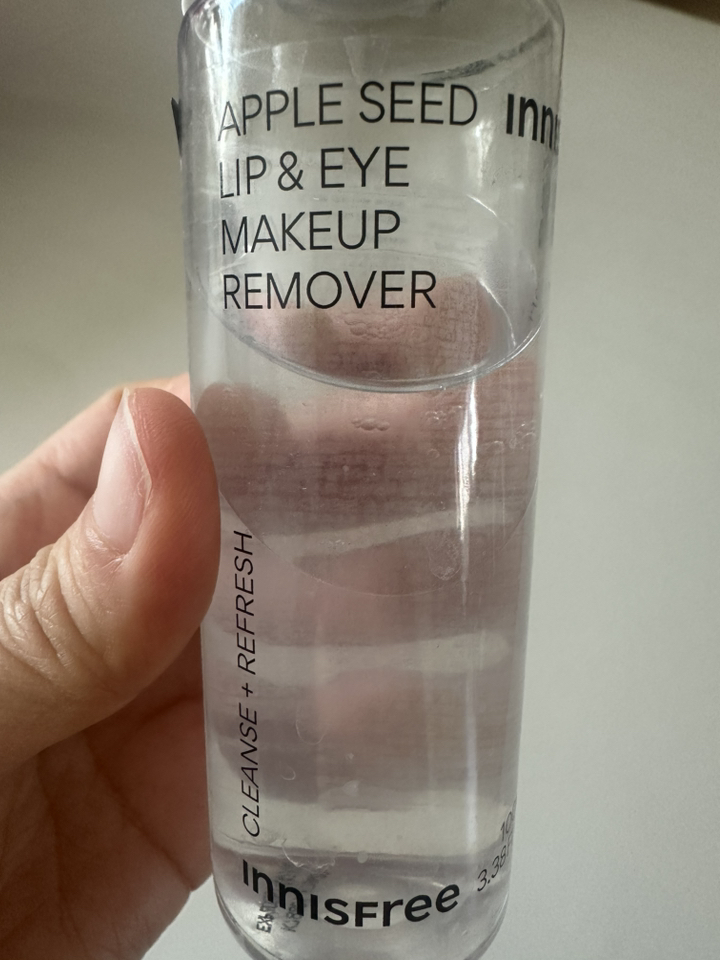 APPLE SEED
LIP & EYE
MAKEUP
REMOVER
CLEANSE + REFRESH
innisfree